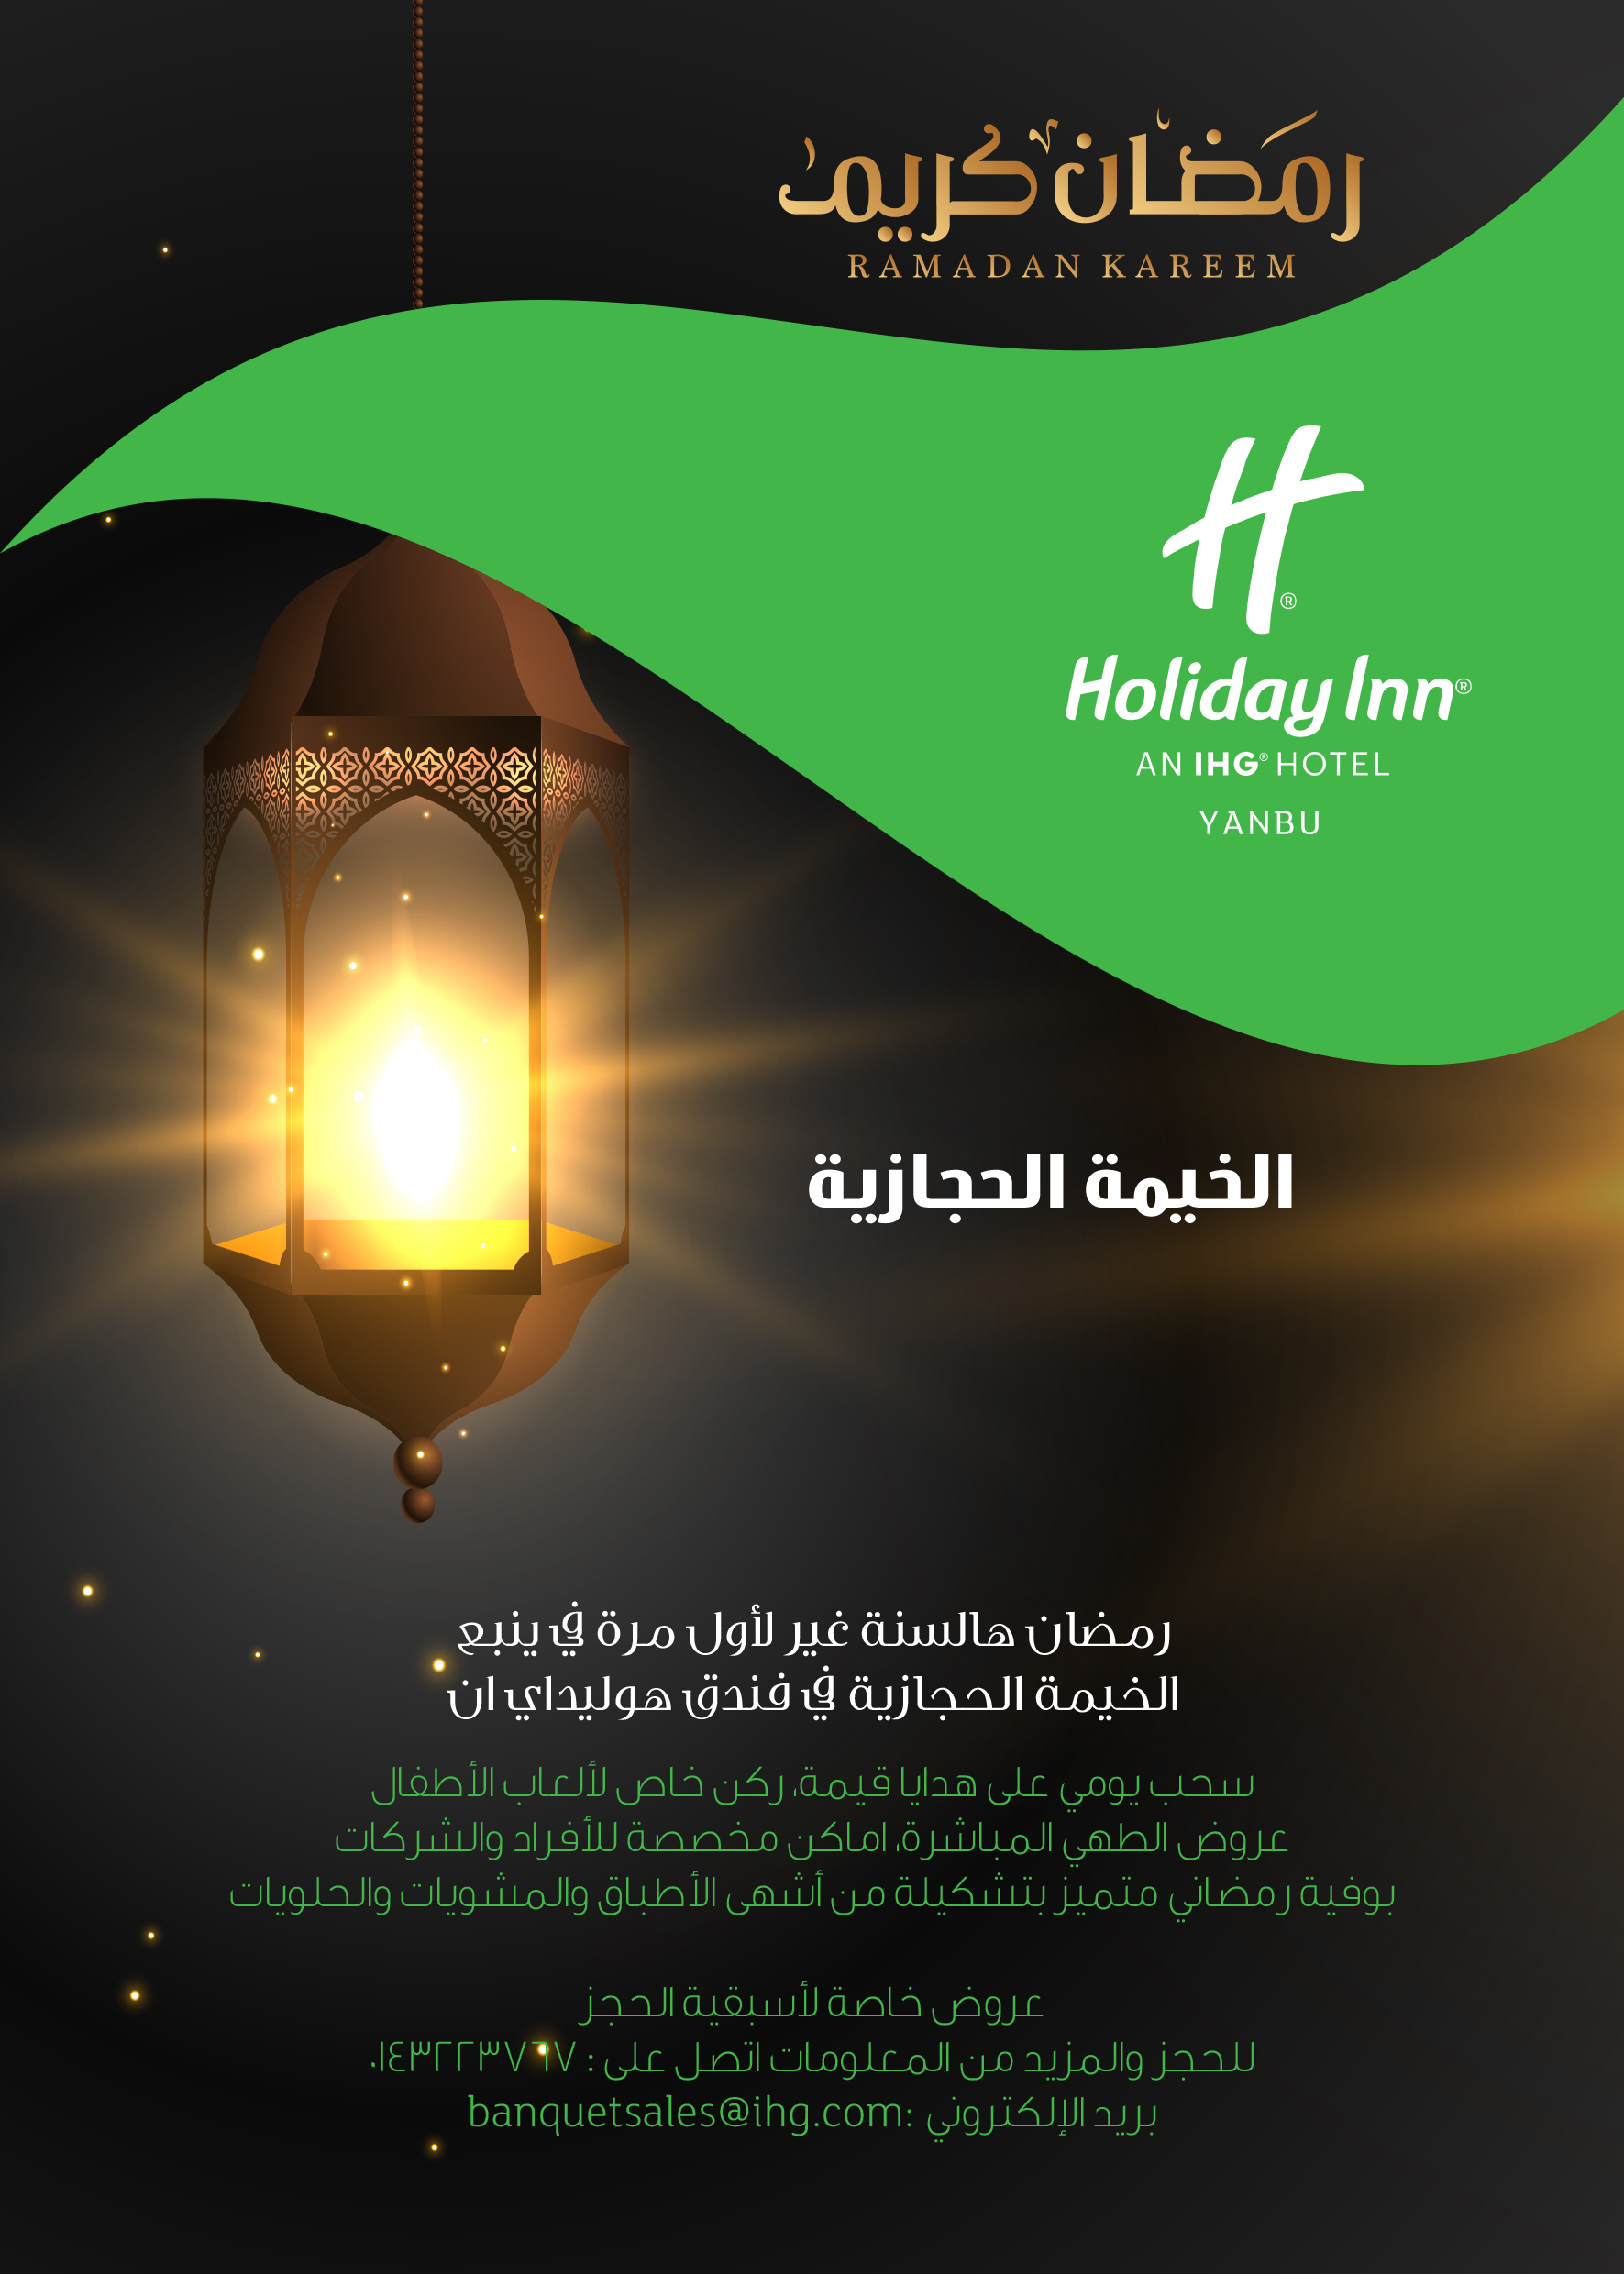 رمضان كريم
RAMADAN KAREEM
H®
Holiday Inn®
AN IHG® HOTEL
YANBU
الخيمة الحجازية
رمضان هالسنة غير لأول مرة في ينبع
الخيمة الحجازية في فندق هوليداي ان
سحب يومي على هدايا قيمة، ركن خاص لألعاب الأطفال
عروض الطهي المباشرة، اماكن مخصصة للأفراد والشركات
بوفية رمضاني متميز بتشكيلة من أشهى الأطباق والمشويات والحلويات
عروض خاصة لأسبقية الحجز
للحجز والمزيد من المعلومات اتصل على : ٠١٤٣٢٢٣٧٦٧
بريد الإلكتروني :banquetsales@ihg.com